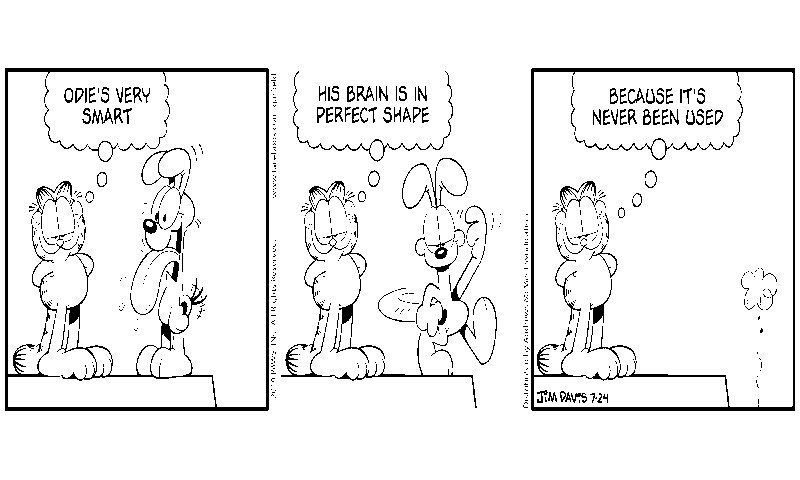 ODIE'S VERY
SMART
HIS BRAIN IS IN
PERFECT SHAPE
BECAUSE IT'S
NEVER BEEN USED
JIM DAVIS 7-24